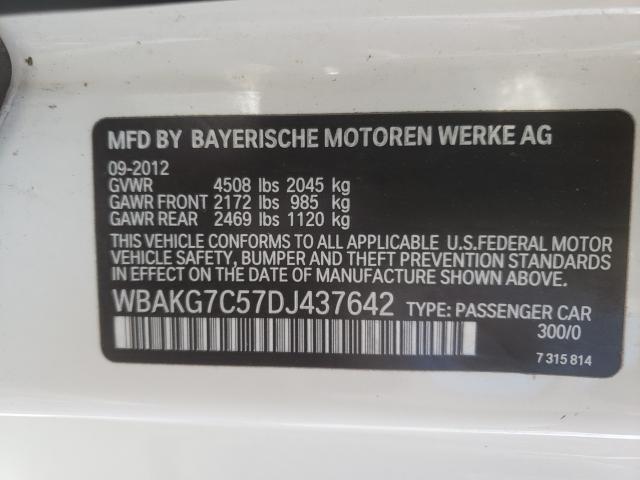 MFD BY BAYERISCHE MOTOREN WERKE AG
09-2012
GVWR 4508 lbs 2045 kg
GAWR FRONT 2172 lbs 985 kg
GAWR REAR 2469 lbs 1120 kg
THIS VEHICLE CONFORMS TO ALL APPLICABLE U.S.FEDERAL MOTOR
VEHICLE SAFETY, BUMPER AND THEFT PREVENTION STANDARDS
IN EFFECT ON THE DATE OF MANUFACTURE SHOWN ABOVE.
WBAKG7C57DJ437642 TYPE: PASSENGER CAR
300/0
7 315 814